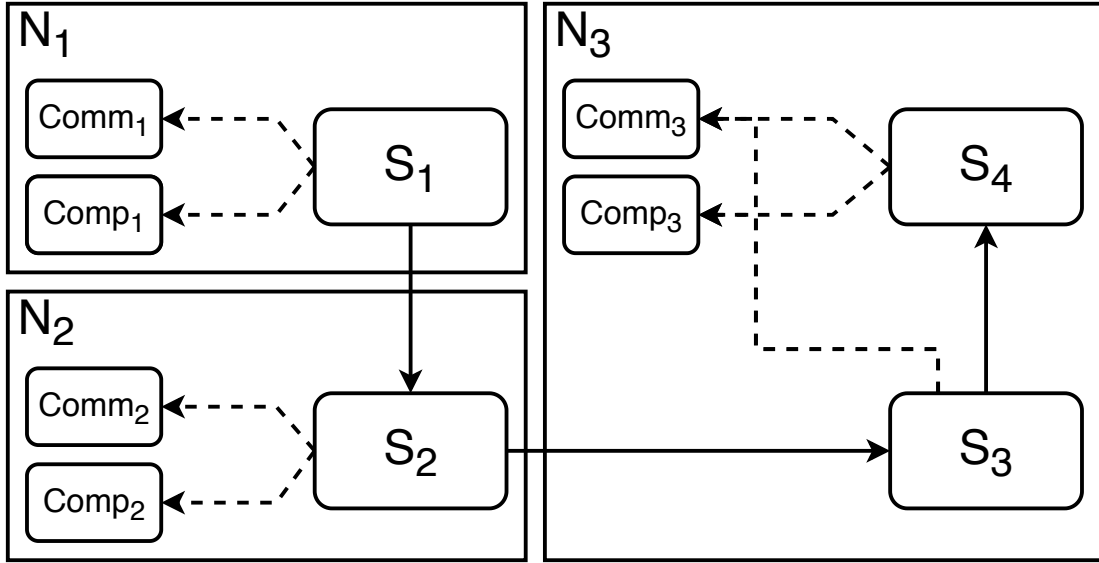 N₁
Comm₁
Comp₁
S₁
N₂
Comm₂
Comp₂
S₂
N₃
Comm₃
Comp₃
S₄
S₃